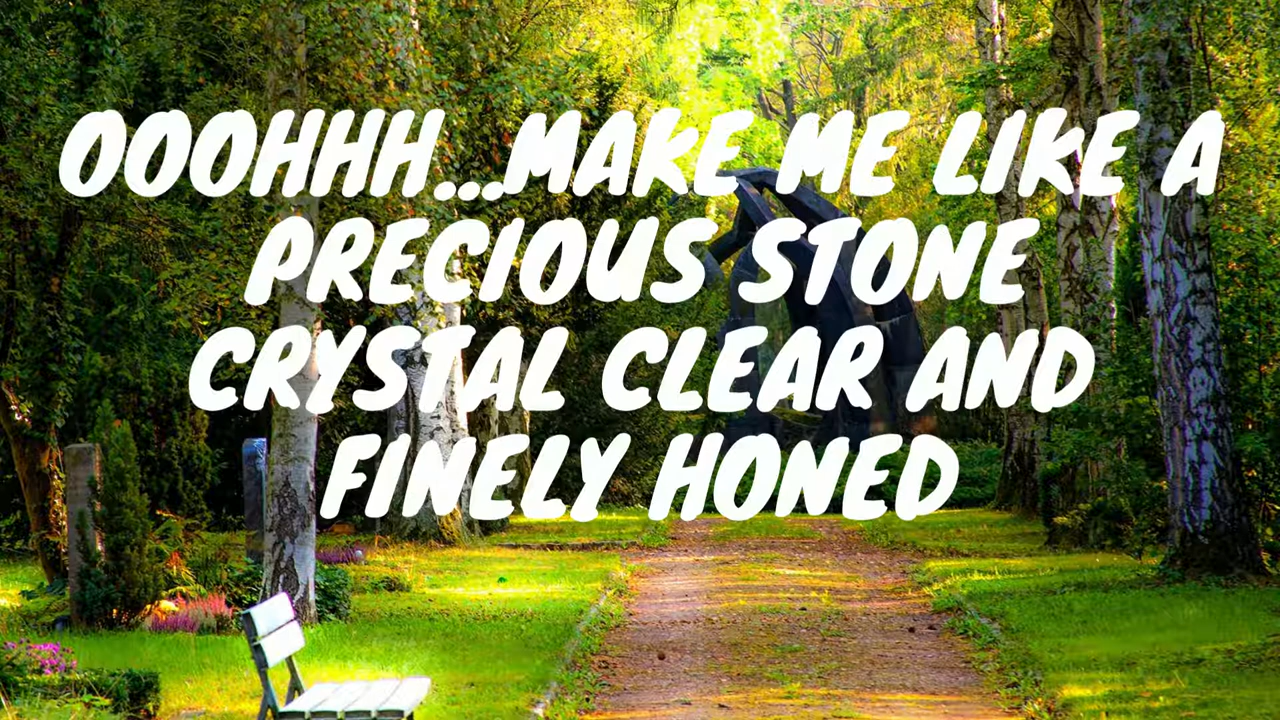 OOOHHH...MAKE ME LIKE A
PRECIOUS STONE
CRYSTAL CLEAR AND
FINELY HONED